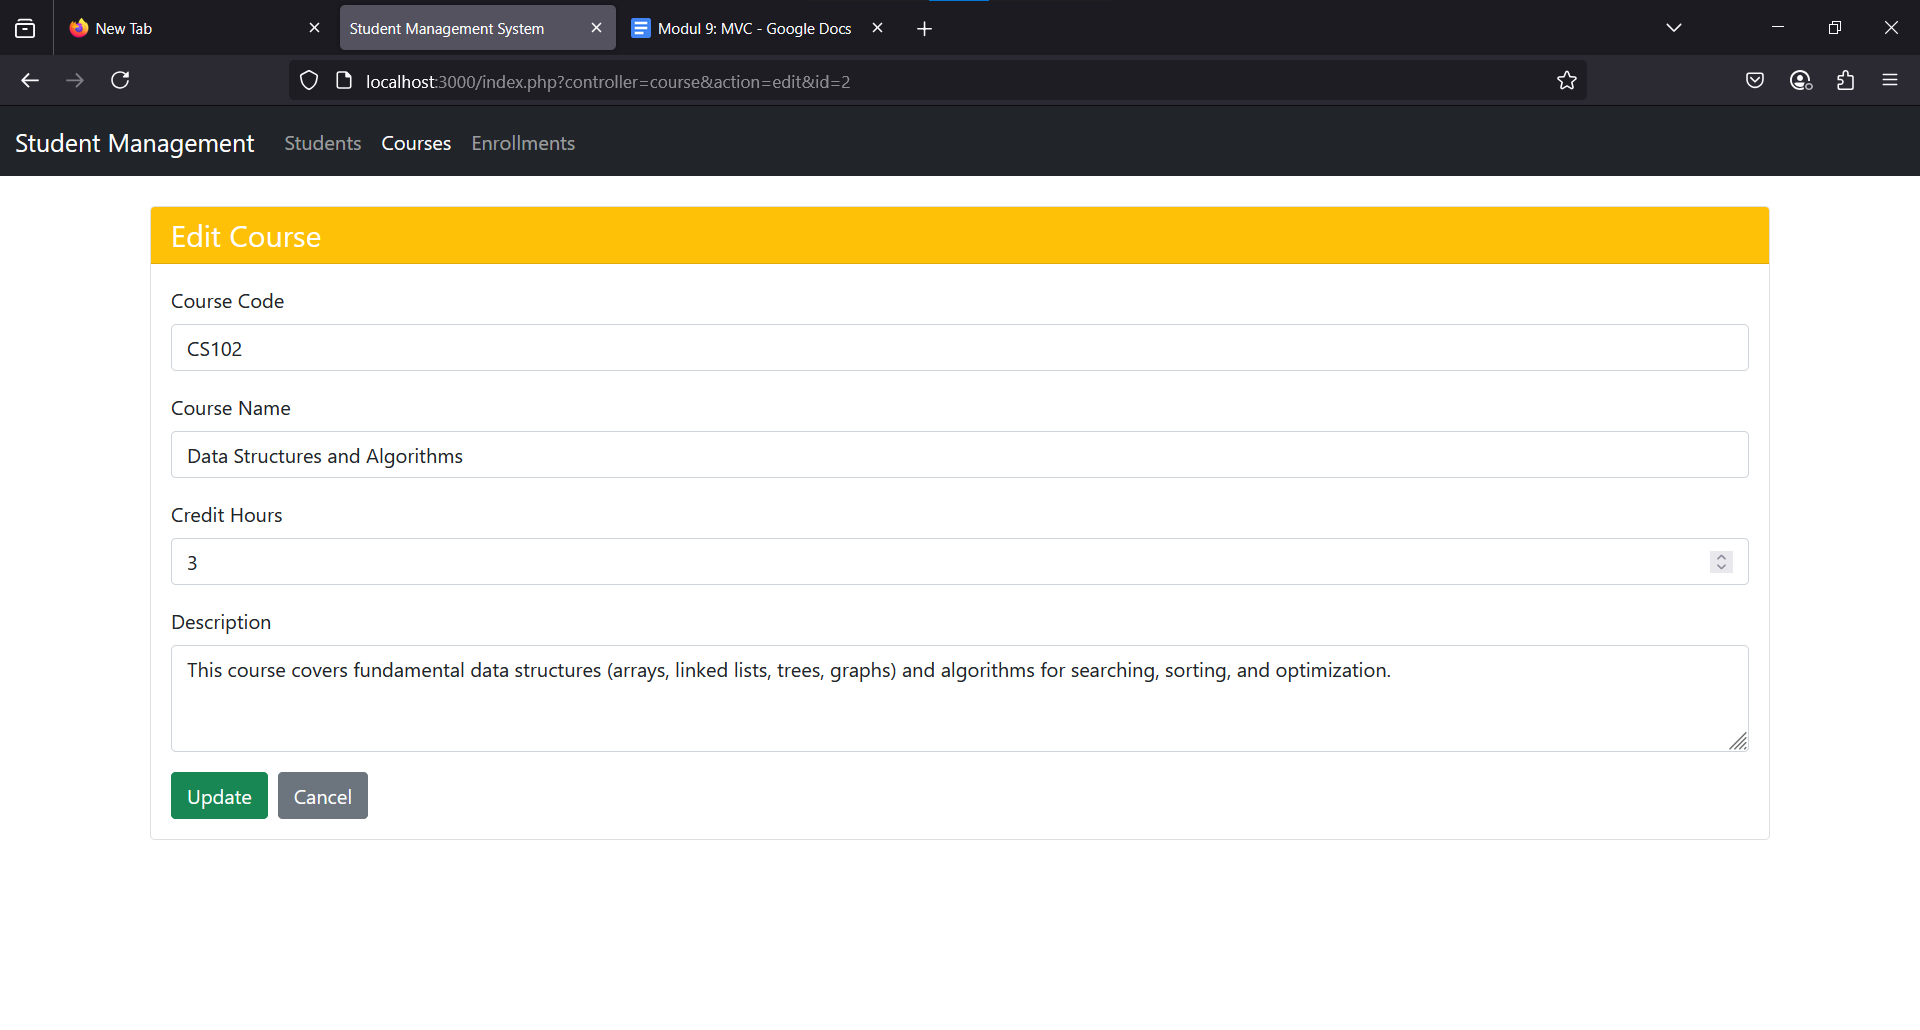 New Tab
Student Management System
Modul 9: MVC - Google Docs
localhost:3000/index.php?controller=course&action=edit&id=2
Student Management Students Courses Enrollments
Edit Course
Course Code
CS102
Course Name
Data Structures and Algorithms
Credit Hours
3
Description
This course covers fundamental data structures (arrays, linked lists, trees, graphs) and algorithms for searching, sorting, and optimization.
Update Cancel